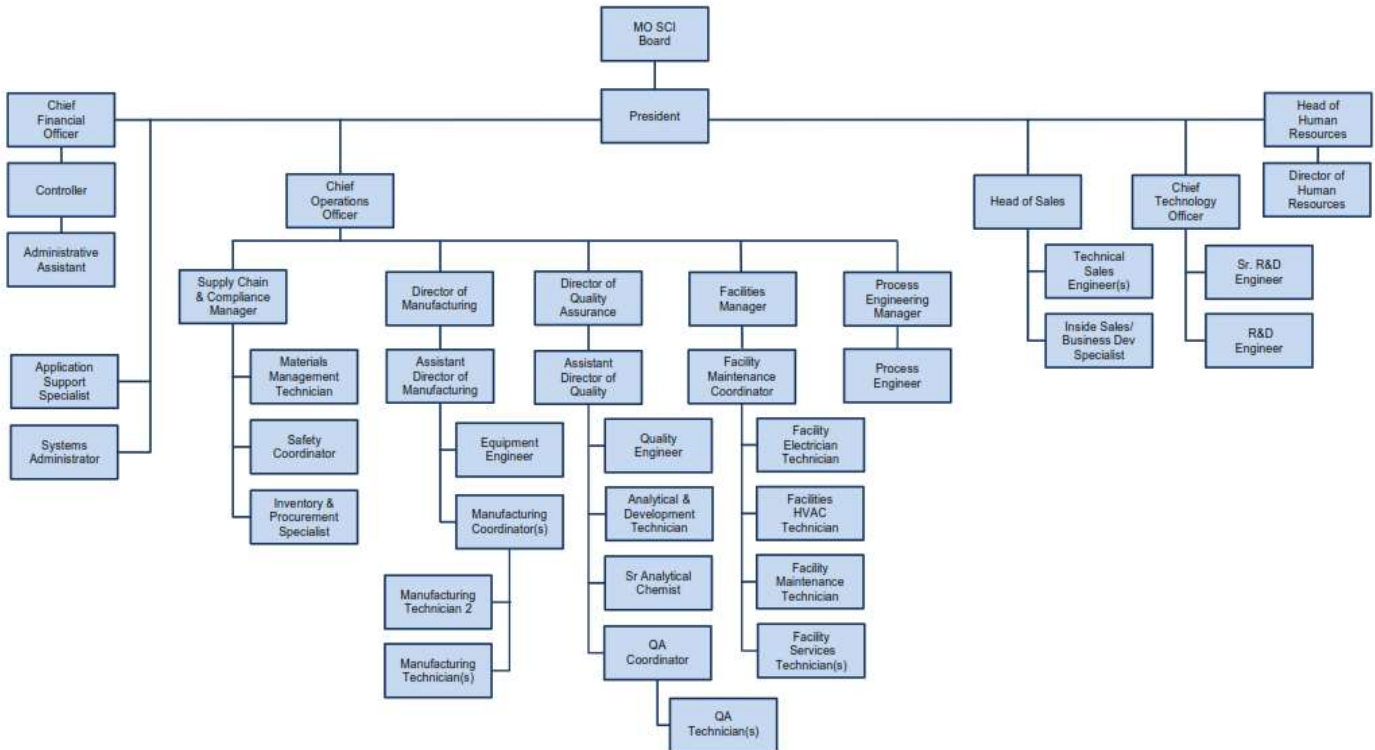 MO SCI
Board
President
Chief
Financial
Officer
Head of
Human
Resources
Controller
Chief
Operations
Officer
Head of Sales
Chief
Technology
Officer
Director of
Human
Resources
Administrative
Assistant
Supply Chain
& Compliance
Manager
Director of
Manufacturing
Director of
Quality
Assurance
Facilities
Manager
Process
Engineering
Manager
Technical
Sales
Engineer(s)
Sr. R&D
Engineer
Inside Sales/
Business Dev
Specialist
R&D
Engineer
Application
Support
Specialist
Materials
Management
Technician
Assistant
Director of
Manufacturing
Assistant
Director of
Quality
Facility
Maintenance
Coordinator
Process
Engineer
Systems
Administrator
Safety
Coordinator
Equipment
Engineer
Quality
Engineer
Facility
Electrician
Technician
Inventory &
Procurement
Specialist
Manufacturing
Coordinator(s)
Analytical &
Development
Technician
Facilities
HVAC
Technician
Manufacturing
Technician 2
Sr Analytical
Chemist
Facility
Maintenance
Technician
Manufacturing
Technician(s)
QA
Coordinator
Facility
Services
Technician(s)
QA
Technician(s)